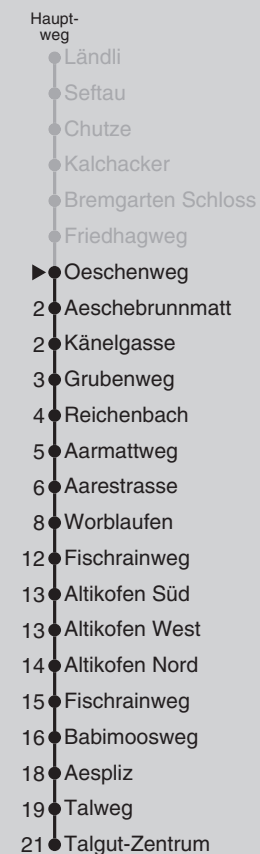 Haupt-
weg
Ländli
Seftau
Chutze
Kalchacker
Bremgarten Schloss
Friedhagweg
Oeschenweg
2 Aeschebrunnmatt
2 Känelgasse
3 Grubenweg
4 Reichenbach
5 Aarmattweg
6 Aarestrasse
8 Worblaufen
12 Fischrainweg
13 Altikofen Süd
13 Altikofen West
14 Altikofen Nord
15 Fischrainweg
16 Babimoosweg
18 Aespliz
19 Talweg
21 Talgut-Zentrum